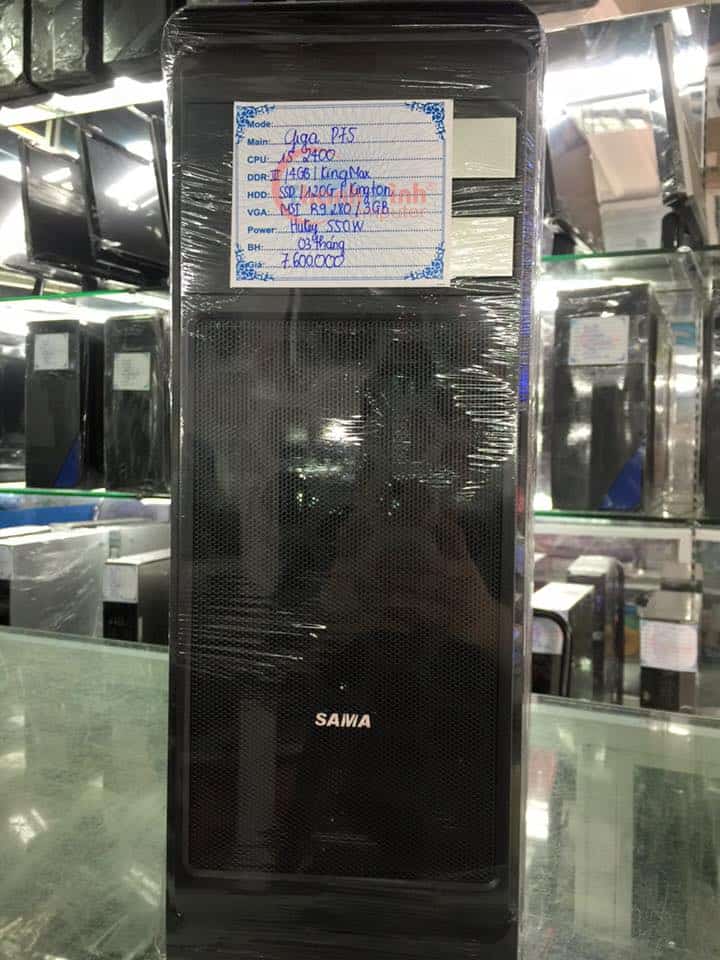 Mode:
Main: Giga P75
CPU: i5 2400
DDR: III | 4GB | KingMax
HDD: SSD | 120G | Kington
VGA: MSI R9 280 / 3GB
Power: Hutey 550W
BH: 03 tháng
Giá: 7.600.000
SAMA